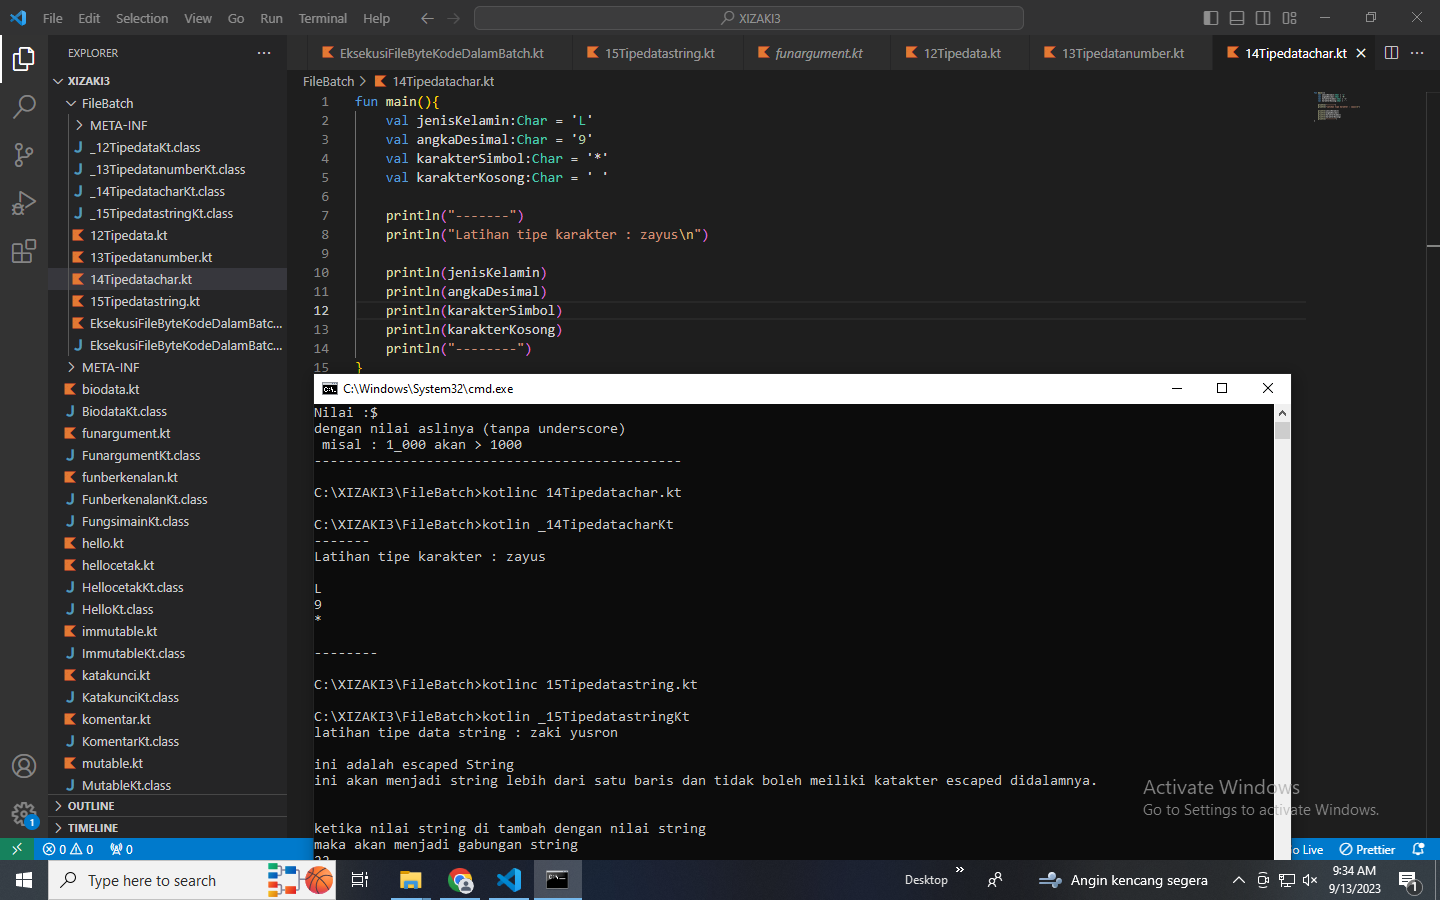 File Edit Selection View Go Run Terminal Help
XIZAKI3
EXPLORER
EksekusiFileByteKodeDalamBatch.kt 15Tipedatastring.kt funargument.kt 12Tipedata.kt 13Tipedatanumber.kt 14Tipedatachar.kt
FileBatch > 14Tipedatachar.kt
XIZAKI3
FileBatch
META-INF
_12TipedataKt.class
_13TipedatanumberKt.class
_14TipedatacharKt.class
_15TipedatastringKt.class
12Tipedata.kt
13Tipedatanumber.kt
14Tipedatachar.kt
15Tipedatastring.kt
EksekusiFileByteKodeDalamBatc...
EksekusiFileByteKodeDalamBatc...
META-INF
biodata.kt
BiodataKt.class
funargument.kt
FunargumentKt.class
funberkenalan.kt
FunberkenalanKt.class
FungsimainKt.class
hello.kt
hellocetak.kt
HellocetakKt.class
HelloKt.class
immutable.kt
ImmutableKt.class
katakunci.kt
KatakunciKt.class
komentar.kt
KomentarKt.class
mutable.kt
MutableKt.class
OUTLINE
TIMELINE
1 fun main(){
2 val jenisKelamin:Char = 'L'
3 val angkaDesimal:Char = '9'
4 val karakterSimbol:Char = '*'
5 val karakterKosong:Char = ' '
6
7 println("-------")
8 println("Latihan tipe karakter : zayus\n")
9
10 println(jenisKelamin)
11 println(angkaDesimal)
12 println(karakterSimbol)
13 println(karakterKosong)
14 println("--------")
15 }
C:\Windows\System32\cmd.exe
Nilai :$
dengan nilai aslinya (tanpa underscore)
misal : 1_000 akan > 1000
----------------------------------------------
C:\XIZAKI3\FileBatch>kotlinc 14Tipedatachar.kt
C:\XIZAKI3\FileBatch>kotlin _14TipedatacharKt
-------
Latihan tipe karakter : zayus
L
9
*
--------
C:\XIZAKI3\FileBatch>kotlinc 15Tipedatastring.kt
C:\XIZAKI3\FileBatch>kotlin _15TipedatastringKt
latihan tipe data string : zaki yusron
ini adalah escaped String
ini akan menjadi string lebih dari satu baris dan tidak boleh meiliki katakter escaped didalamnya.
ketika nilai string di tambah dengan nilai string
maka akan menjadi gabungan string
Activate Windows
Go to Settings to activate Windows.
1
0 0 0
Live Prettier
Type here to search
Desktop
Angin kencang segera
9:34 AM
9/13/2023
1